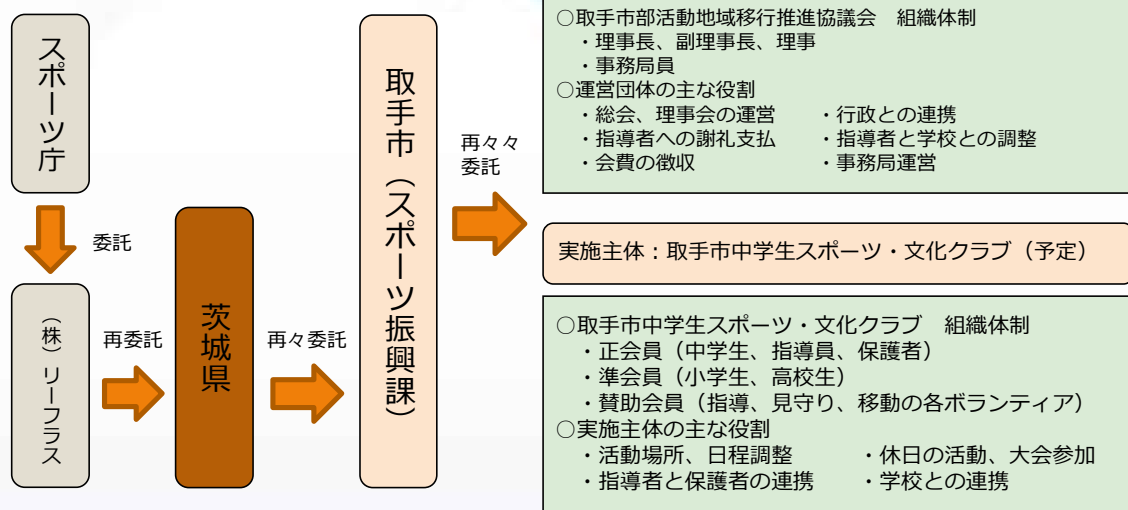 スポーツ庁
委託
（株）リーフラス
再委託
茨城県
再々委託
取手市（スポーツ振興課）
再々々
委託
○取手市部活動地域移行推進協議会　組織体制
・理事長、副理事長、理事
・事務局員
○運営団体の主な役割
・総会、理事会の運営　　・行政との連携
・指導者への謝礼支払　　・指導者と学校との調整
・会費の徴収　　・事務局運営
実施主体：取手市中学生スポーツ・文化クラブ（予定）
○取手市中学生スポーツ・文化クラブ　組織体制
・正会員（中学生、指導員、保護者）
・準会員（小学生、高校生）
・賛助会員（指導、見守り、移動の各ボランティア）
○実施主体の主な役割
・活動場所、日程調整　　・休日の活動、大会参加
・指導者と保護者の連携　　・学校との連携